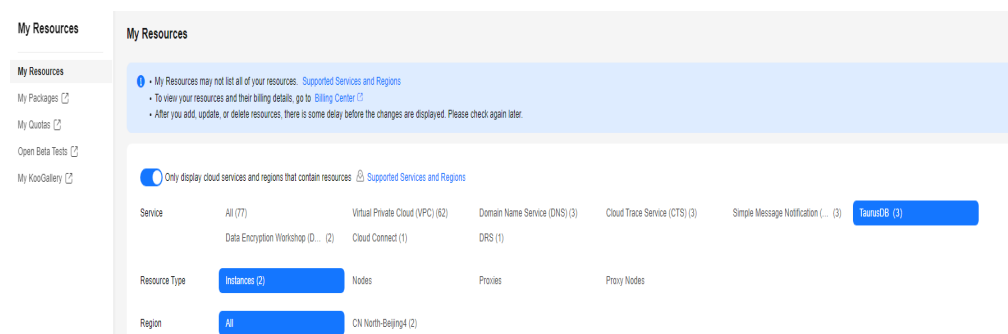 My Resources
My Resources
My Packages
My Quotas
Open Beta Tests
My KooGallery
My Resources
• My Resources may not list all of your resources. Supported Services and Regions
• To view your resources and their billing details, go to Billing Center
• After you add, update, or delete resources, there is some delay before the changes are displayed. Please check again later.
Only display cloud services and regions that contain resources Supported Services and Regions
Service All (77) Virtual Private Cloud (VPC) (62) Domain Name Service (DNS) (3) Cloud Trace Service (CTS) (3) Simple Message Notification (... (3) TaurusDB (3)
Data Encryption Workshop (D... (2) Cloud Connect (1) DRS (1)
Resource Type Instances (2) Nodes Proxies Proxy Nodes
Region All CN North-Beijing4 (2)